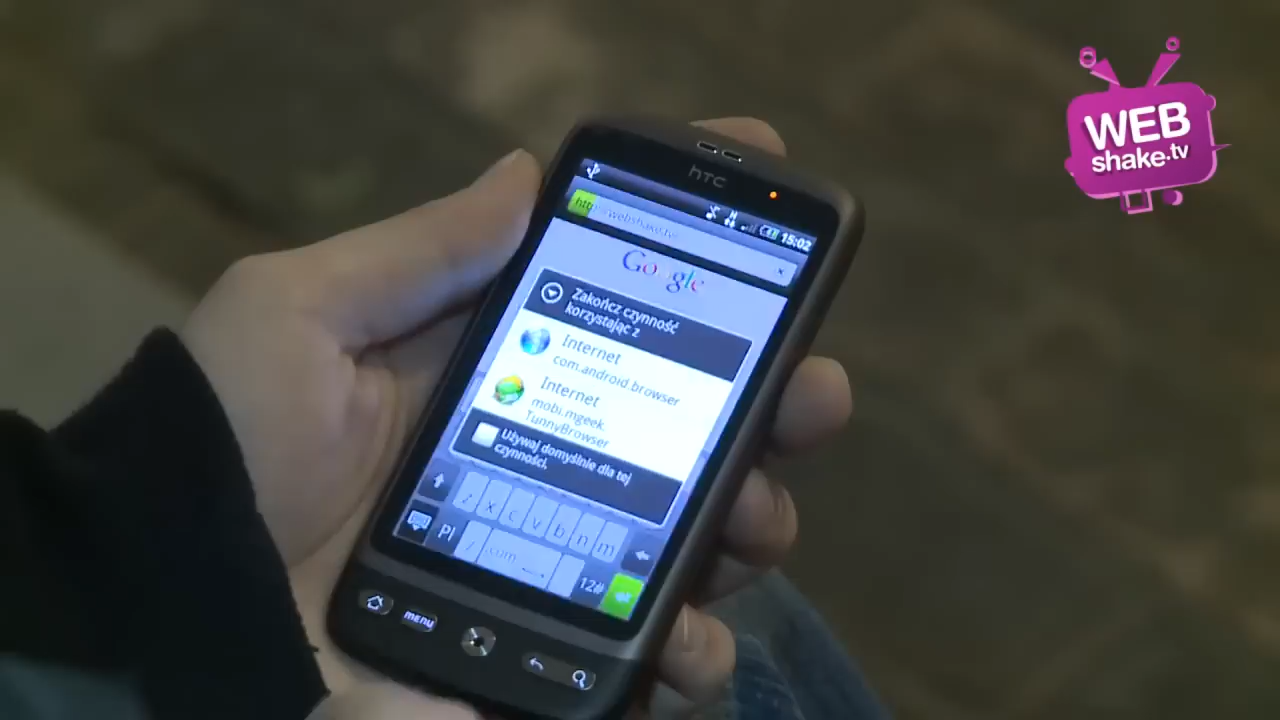 WEB
shake.tv
hTC
15:02
http://webshake.tv/
Google
Zakończ czynność
korzystając z
Internet
com.android.browser
Internet
mobi.mgeek.
TunnyBrowser
Używaj domyślnie dla tej
czynności.
z x c v b n m
Pl
.com
12#
menu